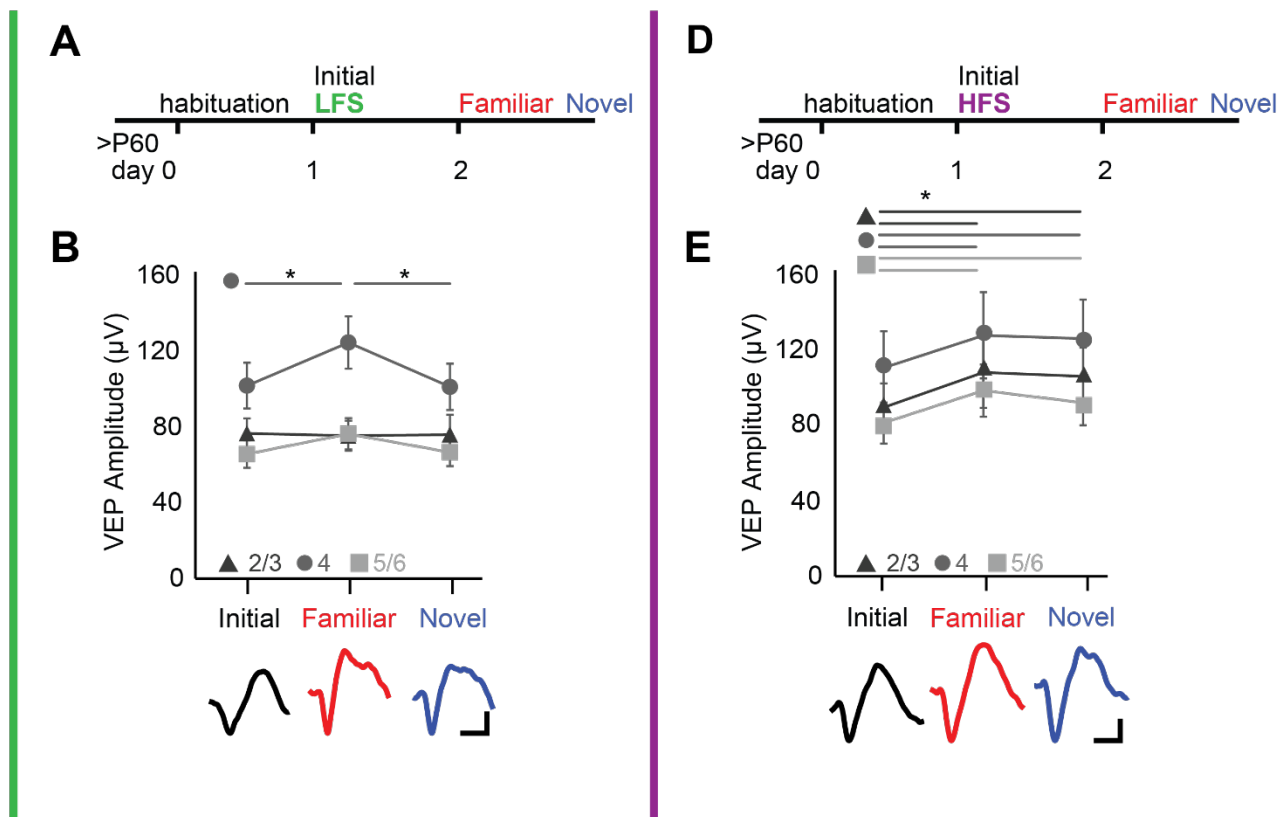 A
Initial
habituation LFS Familiar Novel
>P60
day 0 1 2
B
*
*
160
120
80
40
0
VEP Amplitude (µV)
2/3 4 5/6
Initial Familiar Novel
D
Initial
habituation HFS Familiar Novel
>P60
day 0 1 2
E
*
160
120
80
40
0
VEP Amplitude (µV)
2/3 4 5/6
Initial Familiar Novel